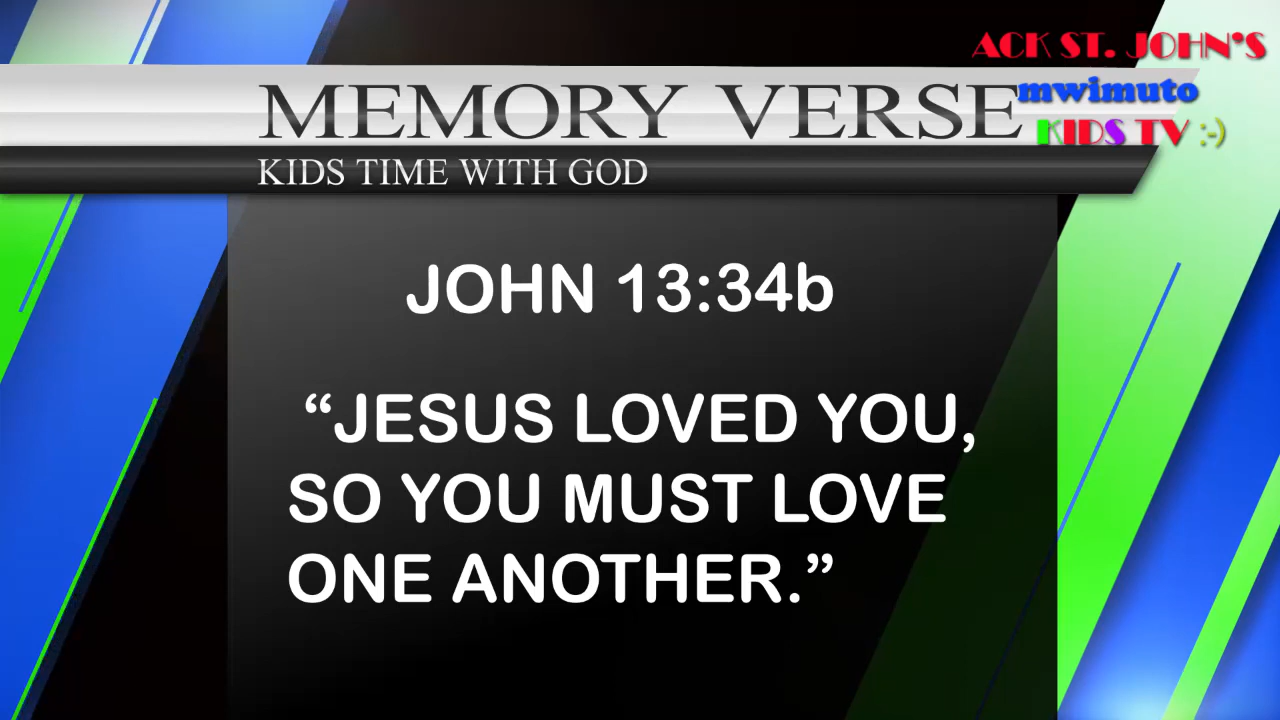 ACK ST. JOHN'S
mwimuto
KIDS TV :-)
MEMORY VERSE
KIDS TIME WITH GOD
JOHN 13:34b
“JESUS LOVED YOU,
SO YOU MUST LOVE
ONE ANOTHER.”